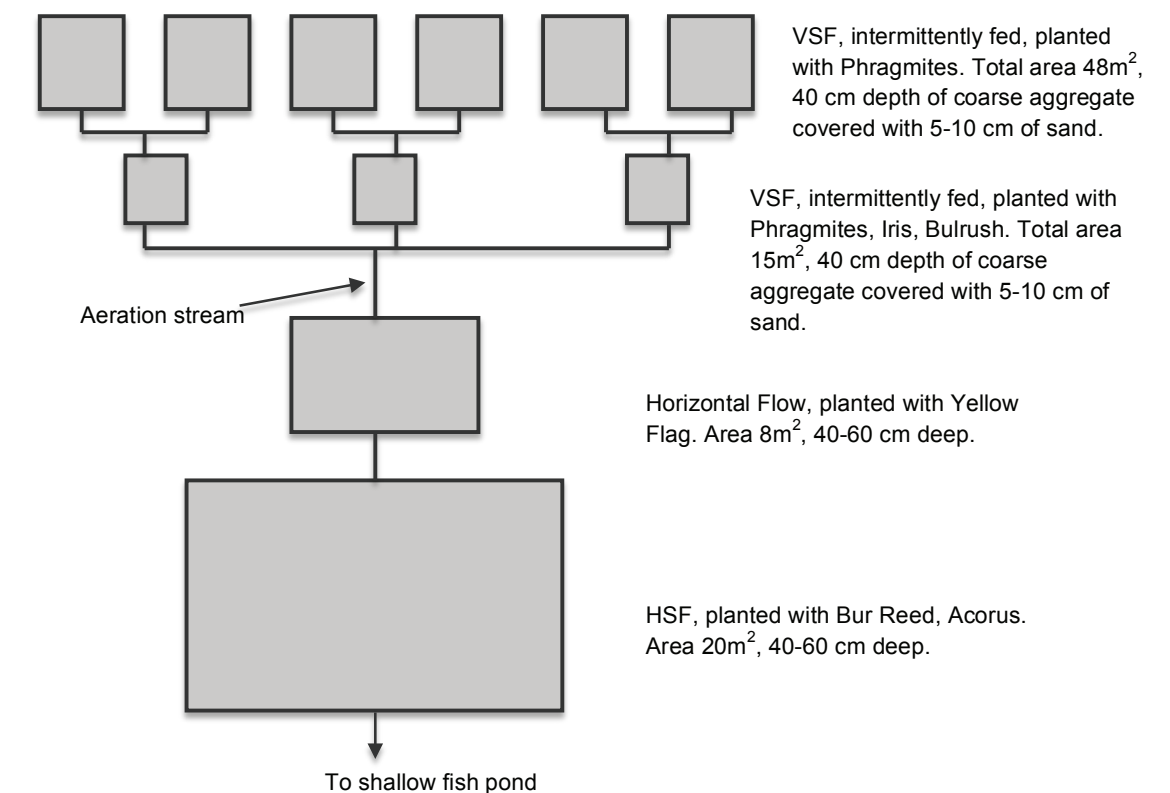 VSF, intermittently fed, planted
with Phragmites. Total area 48m²,
40 cm depth of coarse aggregate
covered with 5-10 cm of sand.
VSF, intermittently fed, planted with
Phragmites, Iris, Bulrush. Total area
15m², 40 cm depth of coarse
aggregate covered with 5-10 cm of
sand.
Aeration stream
Horizontal Flow, planted with Yellow
Flag. Area 8m², 40-60 cm deep.
HSF, planted with Bur Reed, Acorus.
Area 20m², 40-60 cm deep.
To shallow fish pond